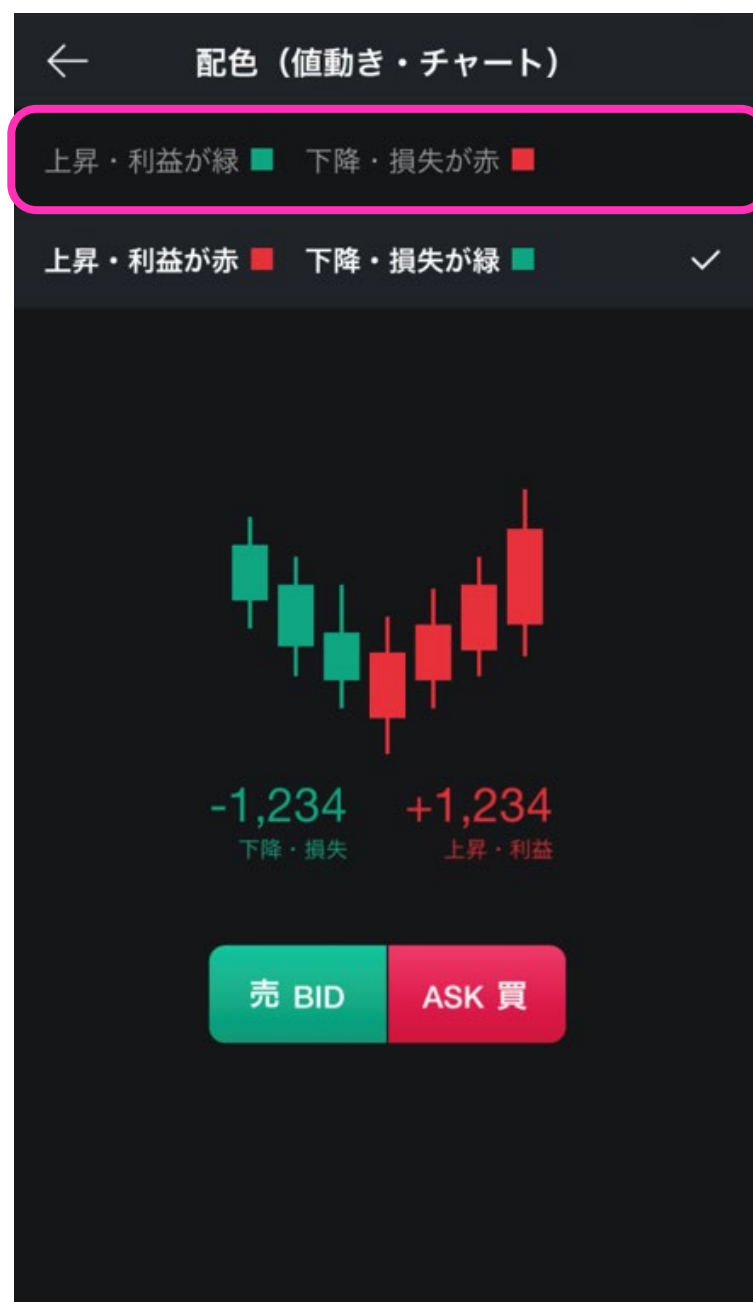 配色（値動き・チャート）
上昇・利益が緑 下降・損失が赤
上昇・利益が赤 下降・損失が緑
-1,234 +1,234
下降・損失 上昇・利益
売 BID ASK 買